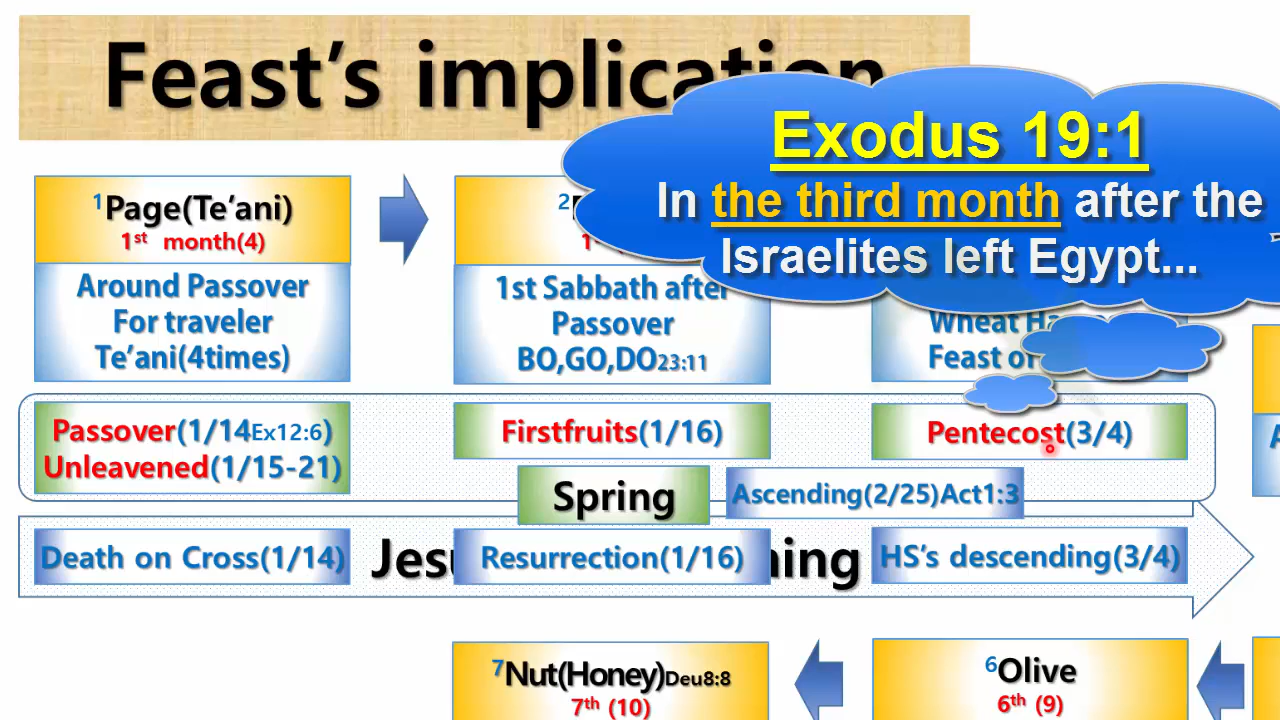 Feast's implication
Exodus 19:1
In the third month after the
Israelites left Egypt...
1Page(Te'ani)
1st month(4)
Around Passover
For traveler
Te'ani(4times)
2
1st Sabbath after
Passover
BO,GO,DO23:11
Wheat
Feast
Passover(1/14Ex12:6)
Unleavened(1/15-21)
Firstfruits(1/16)
Pentecost(3/4)
Spring
Ascending(2/25)Act1:3
Death on Cross(1/14)
Resurrection(1/16)
HS's descending(3/4)
7Nut(Honey)Deu8:8
7th (10)
6Olive
6th (9)